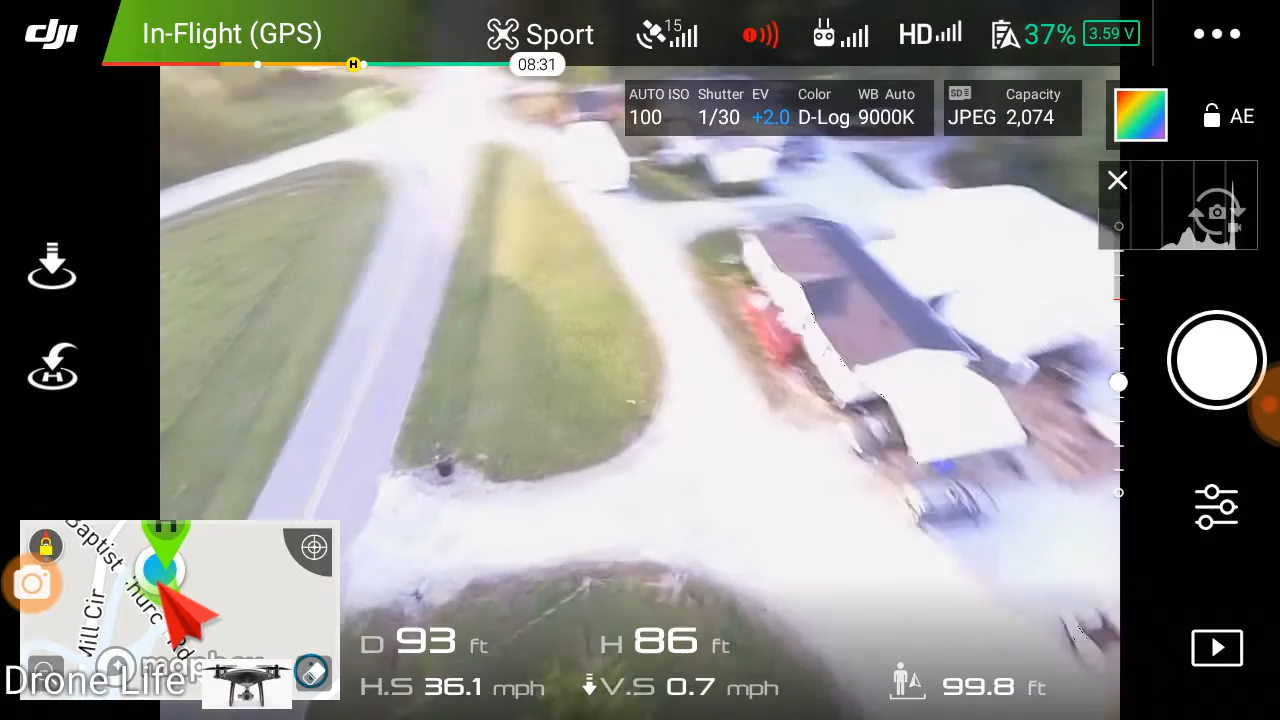 dji In-Flight (GPS) Sport 15 HD 37% 3.59 V
H 08:31
AUTO ISO Shutter EV Color WB Auto
100 1/30 +2.0 D-Log 9000K
SD Capacity
JPEG 2,074
AE
H
H
Baptist
Mill Cir
Rd
mapbox
Drone Life
D 93 ft H 86 ft
H.S 36.1 mph V.S 0.7 mph 99.8 ft